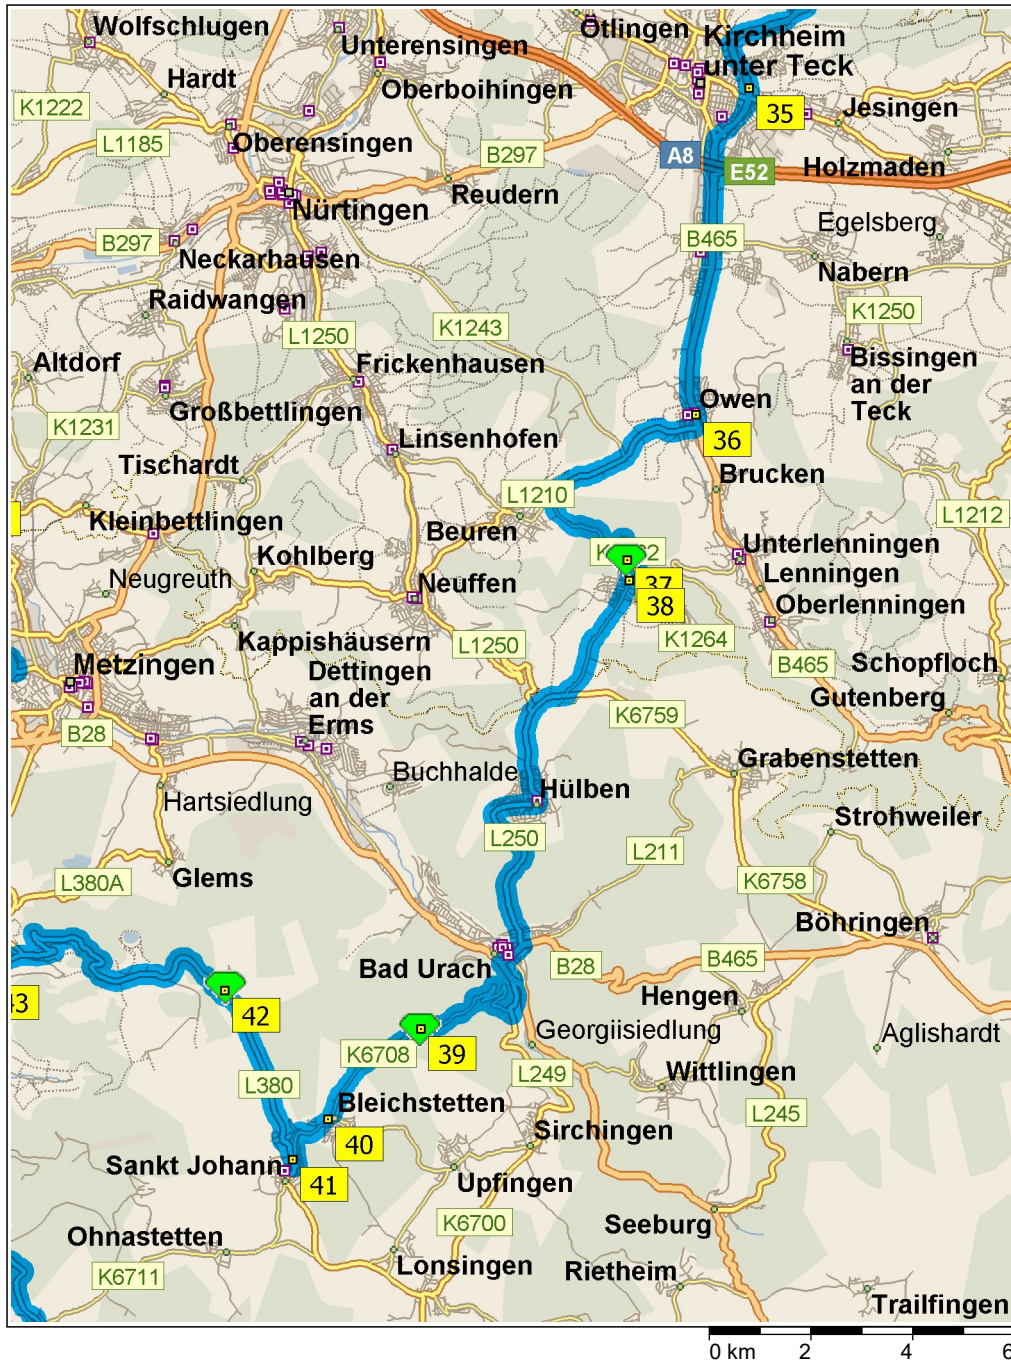 Wolfschlugen
Unterensingen
Ötlingen
Kirchheim
unter Teck
Hardt
Oberboihingen
K1222
35
Jesingen
L1185
Oberensingen
B297
A8
E52
Holzmaden
Reudern
Nürtingen
Egelsberg
B297
B465
Neckarhausen
Nabern
Raidwangen
K1250
L1250
K1243
Altdorf
Frickenhausen
Bissingen
an der
Teck
Großbettlingen
Owen
K1231
36
Linsenhofen
Tischardt
Brucken
L1210
L1212
Kleinbettlingen
Beuren
Unterlenningen
Kohlberg
Lenningen
Neugreuth
Neuffen
37
38
Oberlenningen
Kappishäusern
L1250
K1264
B465
Schopfloch
Metzingen
Dettingen
an der
Erms
Gutenberg
K6759
B28
Grabenstetten
Buchhalde
Hülben
Hartsiedlung
Strohweiler
L250
L211
L380A
Glems
K6758
Böhringen
Bad Urach
B28
B465
43
42
Hengen
39
Georgiisiedlung
Aglishardt
K6708
L380
L249
Wittlingen
Bleichstetten
L245
40
Sirchingen
Sankt Johann
41
Upfingen
K6700
Seeburg
Ohnastetten
Lonsingen
K6711
Rietheim
Trailfingen
0 km
2
4
6